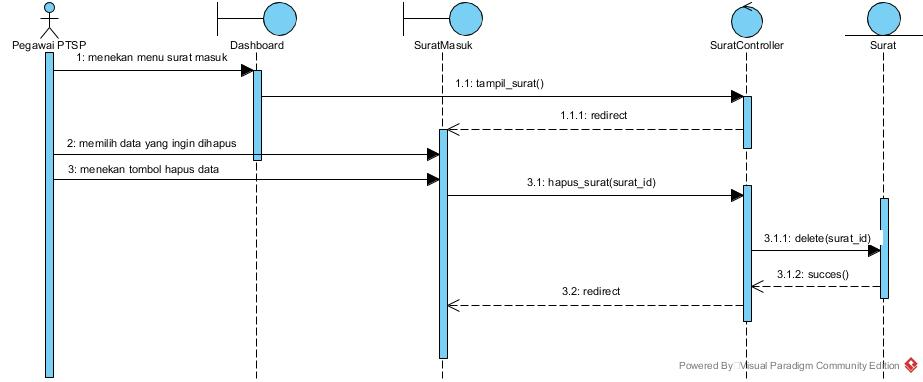 Pegawai PTSP
Dashboard
SuratMasuk
SuratController
Surat
1: menekan menu surat masuk
1.1: tampil_surat()
1.1.1: redirect
2: memilih data yang ingin dihapus
3: menekan tombol hapus data
3.1: hapus_surat(surat_id)
3.1.1: delete(surat_id)
3.1.2: succes()
3.2: redirect
Powered By Visual Paradigm Community Edition